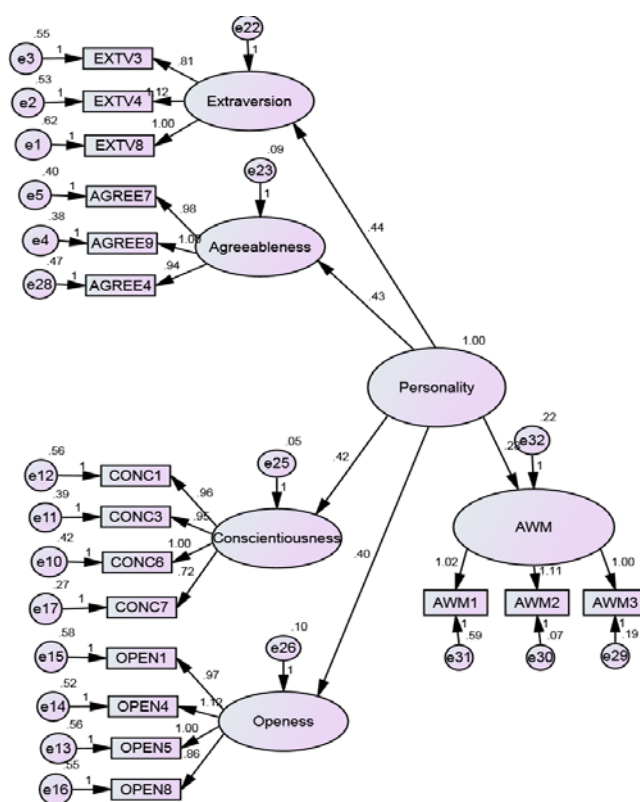 .55
e3
1
EXTV3
.81
e22
1
.53
e2
1
EXTV4
1.12
Extraversion
.62
e1
1
EXTV8
1.00
.40
e5
1
AGREE7
.98
.09
e23
1
.38
e4
1
AGREE9
1.00
Agreeableness
.47
e28
1
AGREE4
.94
.44
.43
1.00
Personality
.56
e12
1
CONC1
.96
.05
e25
1
.42
.39
e11
1
CONC3
.95
Conscientiousness
.42
e10
1
CONC6
1.00
.27
e17
1
CONC7
.72
.22
e32
1
AWM
1.02
1.11
1.00
AWM1
AWM2
AWM3
1
.59
1
.07
1
.19
e31
e30
e29
.40
.58
e15
1
OPEN1
.97
.10
e26
1
.52
e14
1
OPEN4
1.12
Openess
.56
e13
1
OPEN5
1.00
.55
e16
1
OPEN8
.86